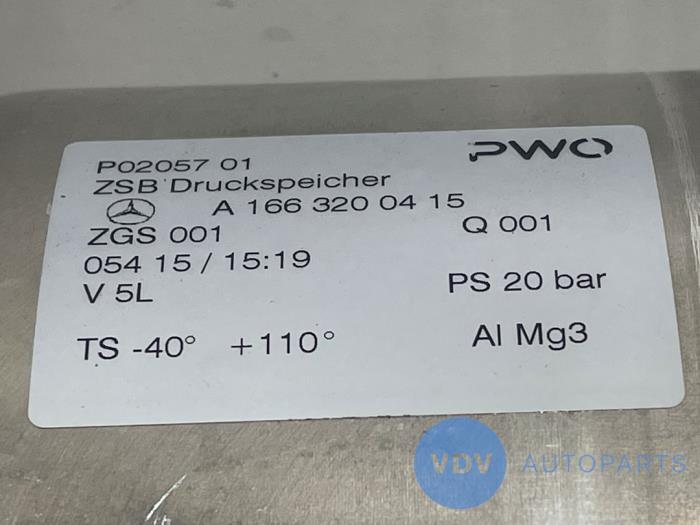 PWO
P02057 01
ZSB Druckspeicher
A 166 320 04 15
ZGS 001 Q 001
054 15 / 15:19
V 5L PS 20 bar
TS -40° +110° Al Mg3
VDV AUTOPARTS